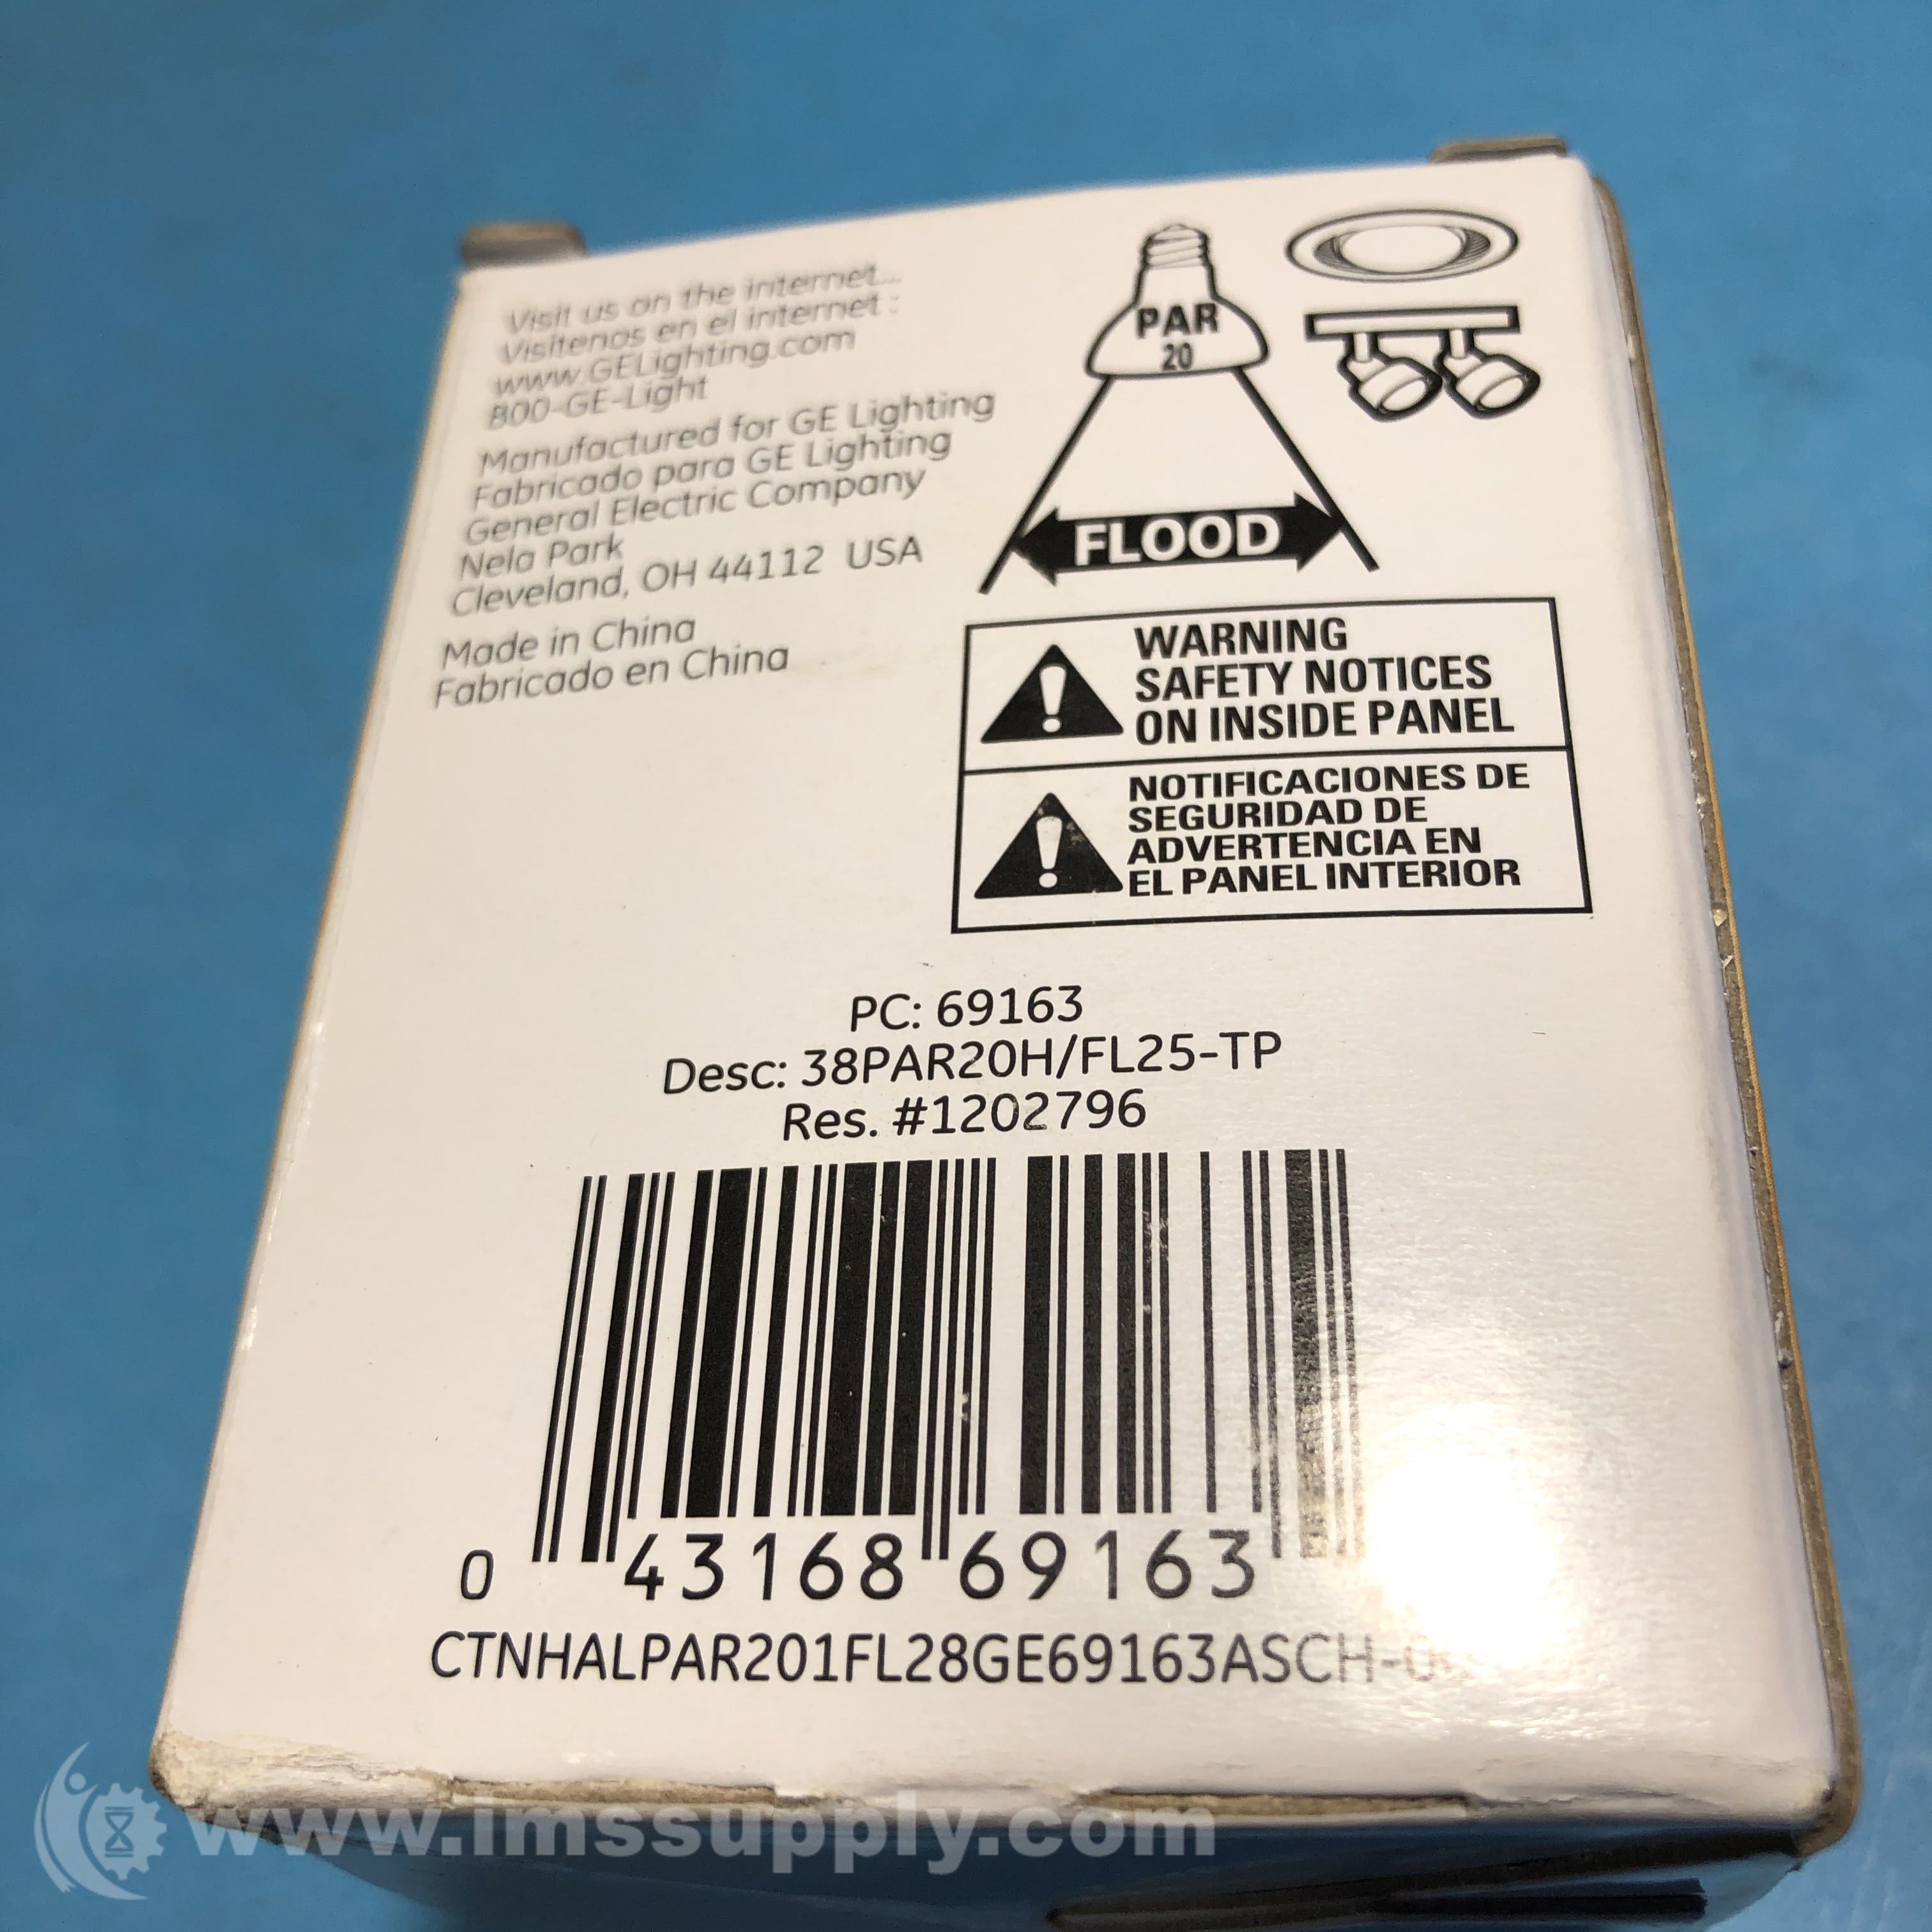 Visit us on the internet...
Visítenos en el internet :
www.GELighting.com
800-GE-Light
Manufactured for GE Lighting
Fabricado para GE Lighting
General Electric Company
Nela Park
Cleveland, OH 44112 USA
Made in China
Fabricado en China
PAR
20
FLOOD
WARNING
SAFETY NOTICES
ON INSIDE PANEL
NOTIFICACIONES DE
SEGURIDAD DE
ADVERTENCIA EN
EL PANEL INTERIOR
PC: 69163
Desc: 38PAR20H/FL25-TP
Res. #1202796
0 43168 69163
www.imssupply.com